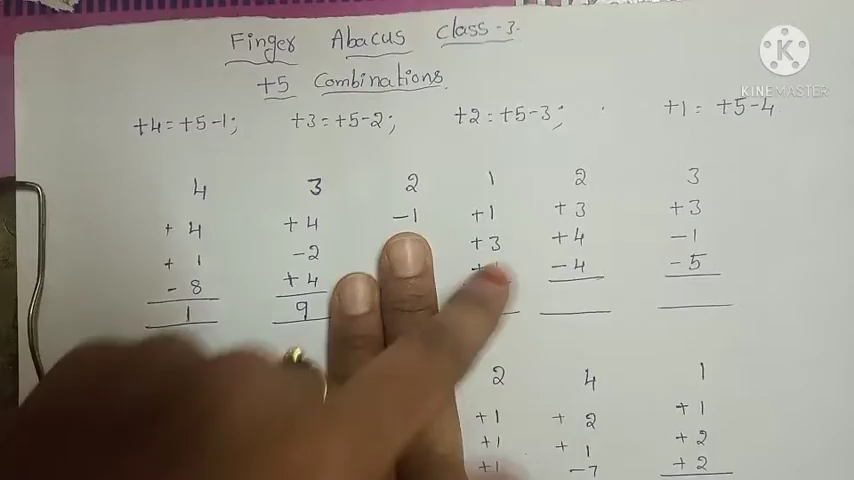 Finger Abacus Class-3.
+5 Combinations.
KINEMASTER
+4=+5-1; +3=+5-2; +2=+5-3; +1=+5-4
4 3 2 1 2 3
+4 +4 -1 +1 +3 +3
+1 -2 +3 +4 -1
-8 +4 -4 -5
1 9
2 4 1
+1 +2 +1
+1 +1 +2
+1 -7 +2